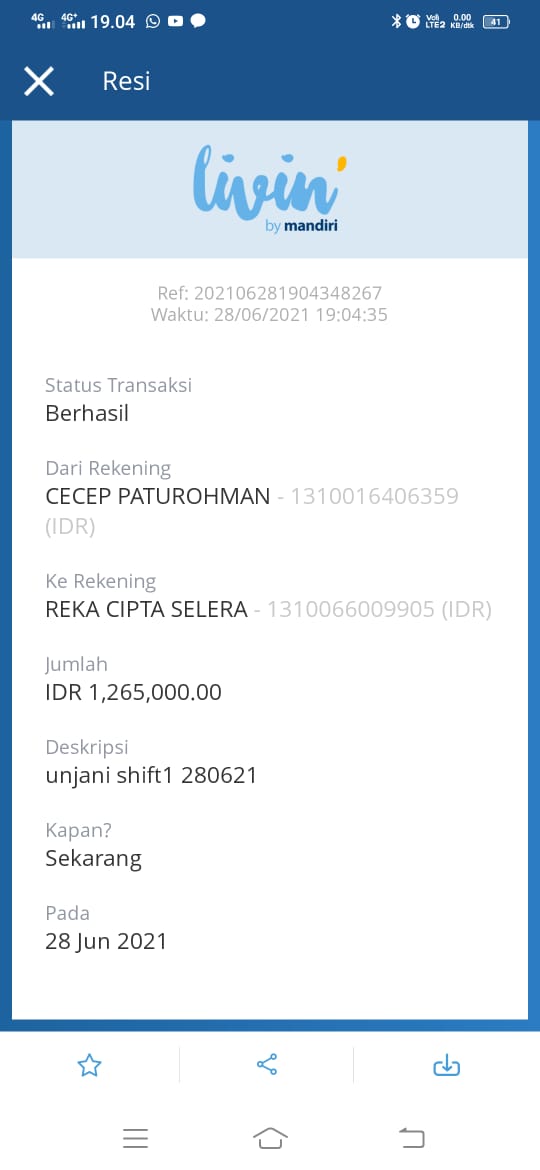 4G 4G+ 19.04 Vo) LTE2 0.00 KB/dtk 41
Resi
livin'
by mandiri
Ref: 202106281904348267
Waktu: 28/06/2021 19:04:35
Status Transaksi
Berhasil
Dari Rekening
CECEP PATUROHMAN - 1310016406359
(IDR)
Ke Rekening
REKA CIPTA SELERA - 1310066009905 (IDR)
Jumlah
IDR 1,265,000.00
Deskripsi
unjani shift1 280621
Kapan?
Sekarang
Pada
28 Jun 2021